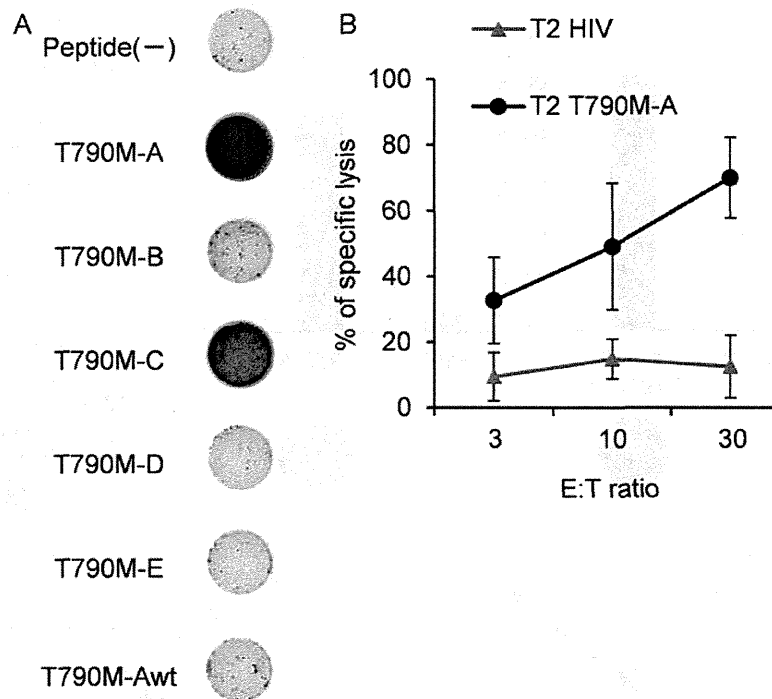 A
Peptide(−)
T790M-A
T790M-B
T790M-C
T790M-D
T790M-E
T790M-Awt
B
T2 HIV
T2 T790M-A
% of specific lysis
100
80
60
40
20
0
3 10 30
E:T ratio